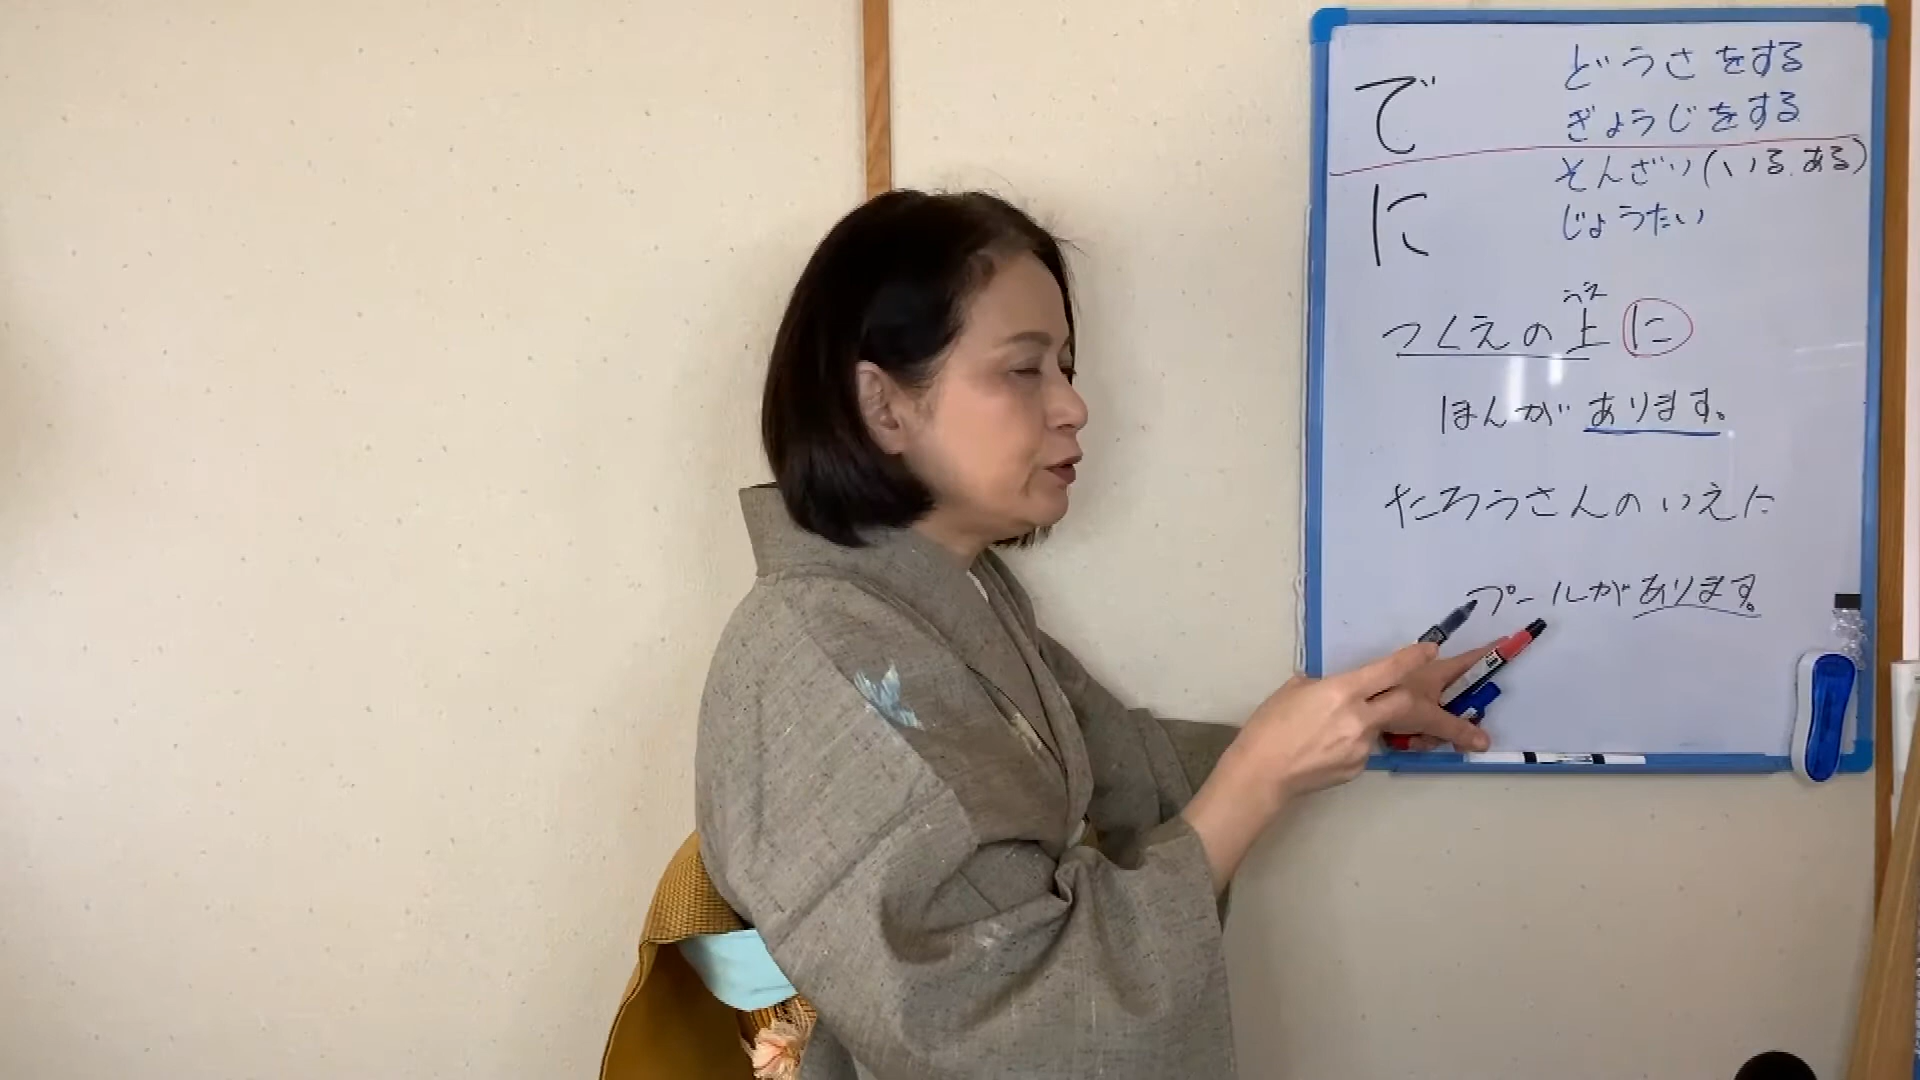 で
どうさをする
ぎょうじをする
に
そんざい(いる、ある)
じょうたい
うえ
つくえの上に
ほんがあります。
たろうさんのいえに
プールがあります。